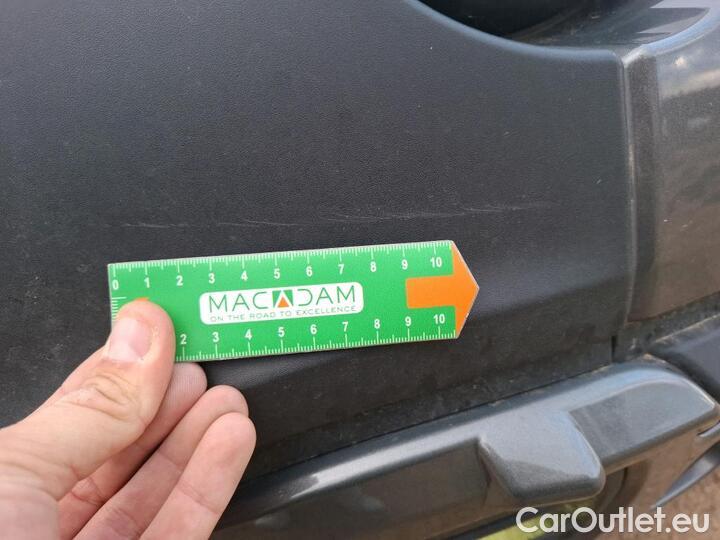 0 1 2 3 4 5 6 7 8 9 10
MACADAM
ON THE ROAD TO EXCELLENCE
2 3 4 5 6 7 8 9 10
CarOutlet.eu